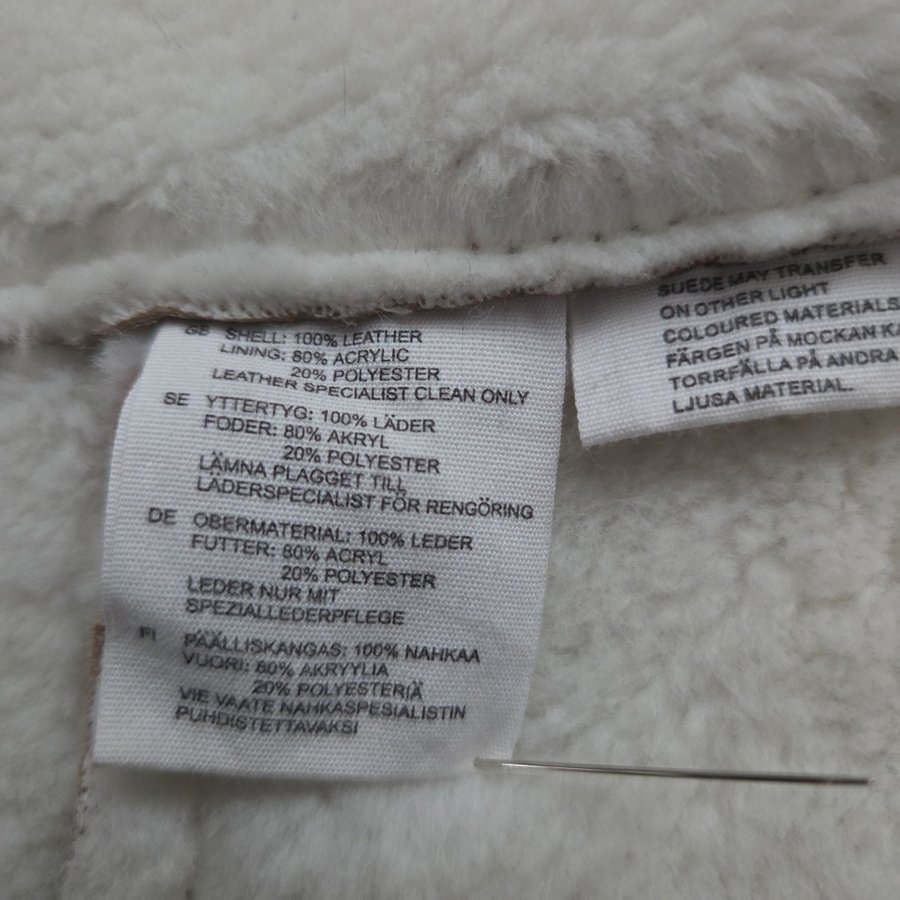 GB SHELL: 100% LEATHER
LINING: 80% ACRYLIC
20% POLYESTER
LEATHER SPECIALIST CLEAN ONLY
SE YTTERTYG: 100% LÄDER
FODER: 80% AKRYL
20% POLYESTER
LÄMNA PLAGGET TILL
LÄDERSPECIALIST FÖR RENGÖRING
DE OBERMATERIAL: 100% LEDER
FUTTER: 80% ACRYL
20% POLYESTER
LEDER NUR MIT
SPEZIALLEDERPFLEGE
FI PÄÄLLISKANGAS: 100% NAHKAA
VUORI: 80% AKRYYLIA
20% POLYESTERIÄ
VIE VAATE NAHKASPESIALISTIN
PUHDISTETTAVAKSI
SUEDE MAY TRANSFER
ON OTHER LIGHT
COLOURED MATERIALS
FÄRGEN PÅ MOCKAN KA
TORRFÄLLA PÅ ANDRA
LJUSA MATERIAL.